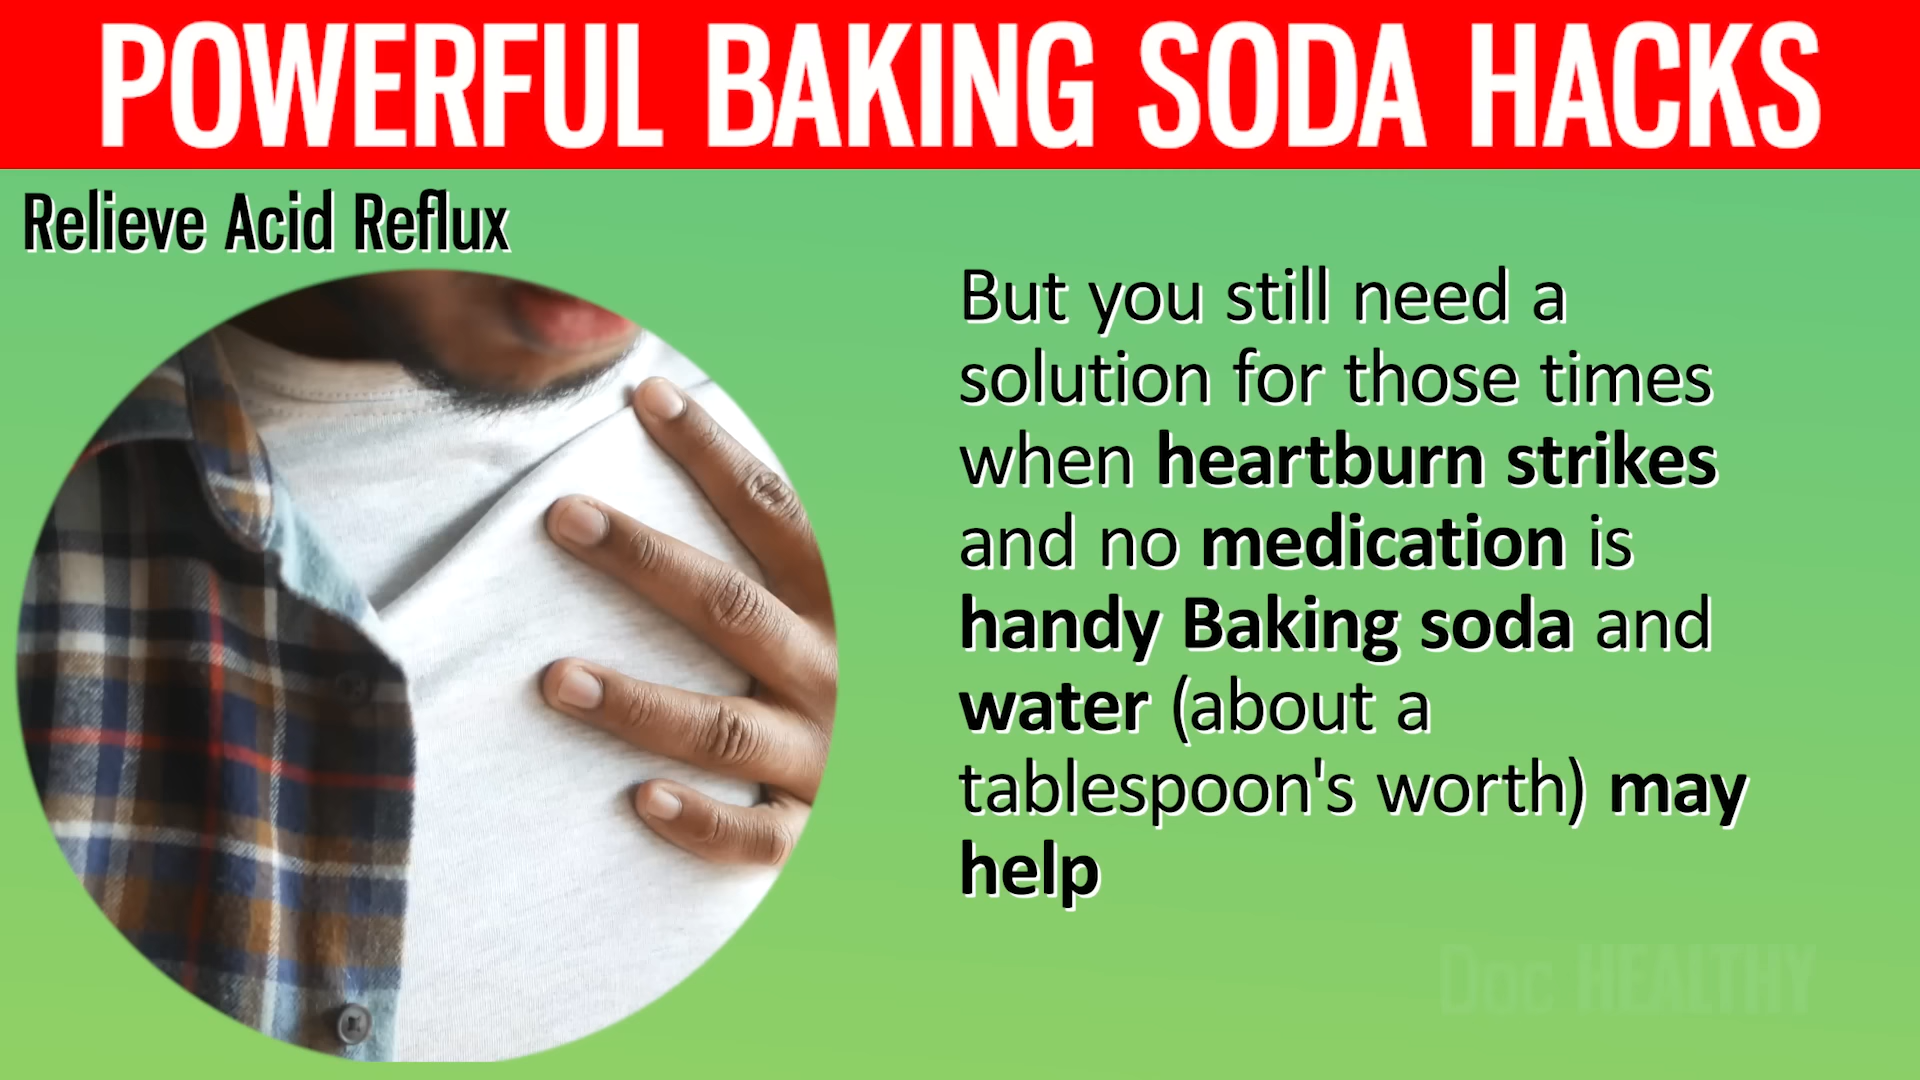 POWERFUL BAKING SODA HACKS
Relieve Acid Reflux
But you still need a
solution for those times
when heartburn strikes
and no medication is
handy Baking soda and
water (about a
tablespoon's worth) may
help
Doc HEALTHY